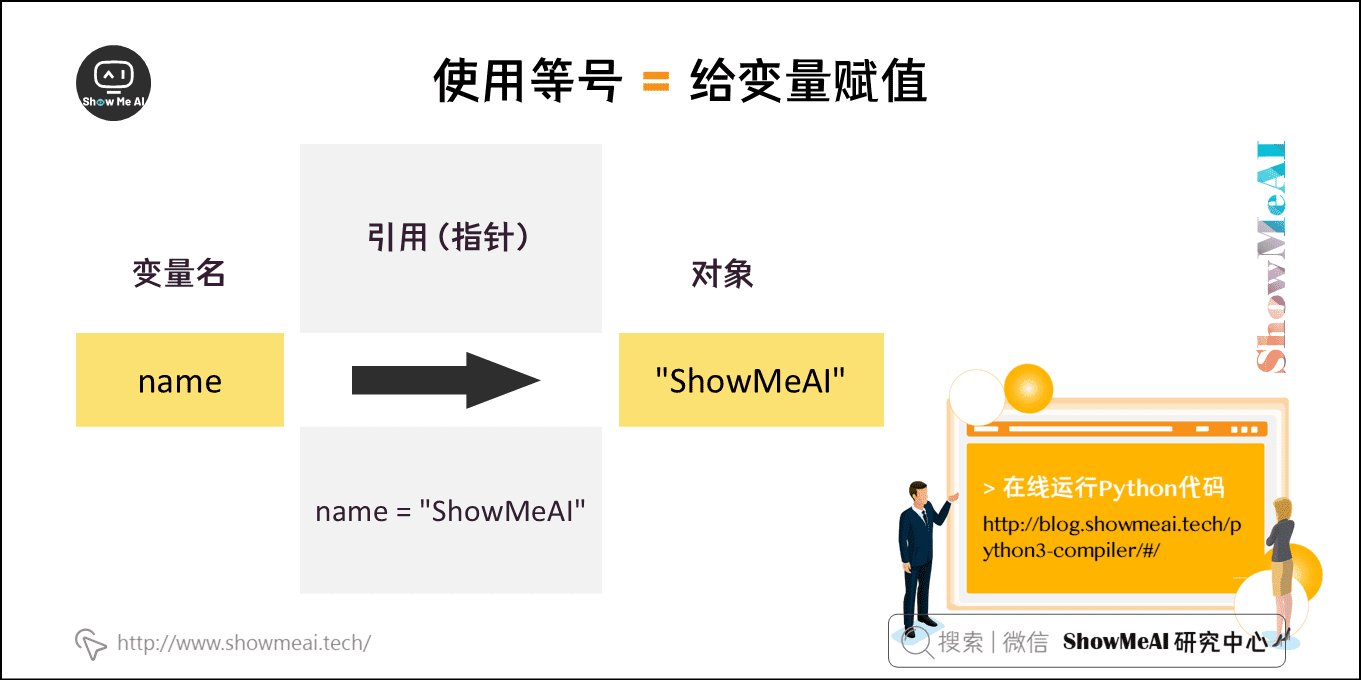 Show Me AI
使用等号 = 给变量赋值
ShowMeAI
引用（指针）
变量名
对象
name
"ShowMeAI"
name = "ShowMeAI"
> 在线运行Python代码
http://blog.showmeai.tech/p
ython3-compiler/#/
http://www.showmeai.tech/
搜索 | 微信 ShowMeAI 研究中心